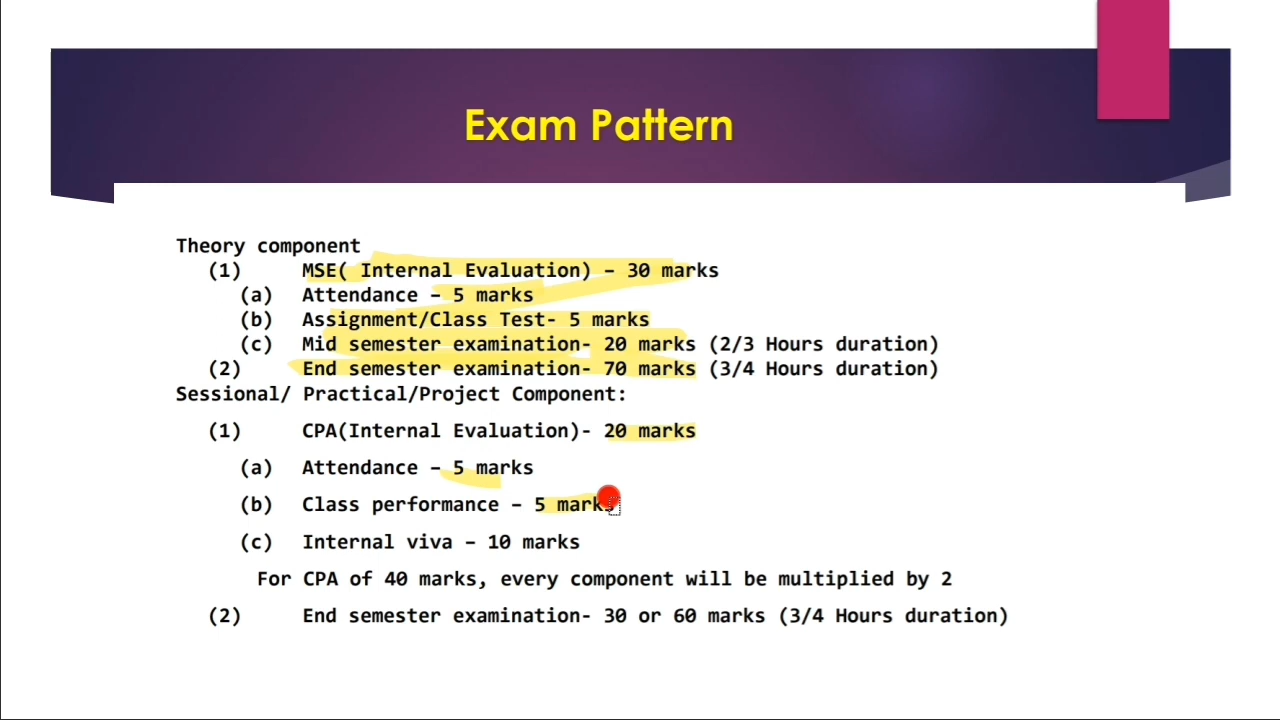 Exam Pattern
Theory component
(1) MSE( Internal Evaluation) – 30 marks
(a) Attendance – 5 marks
(b) Assignment/Class Test- 5 marks
(c) Mid semester examination- 20 marks (2/3 Hours duration)
(2) End semester examination- 70 marks (3/4 Hours duration)
Sessional/ Practical/Project Component:
(1) CPA(Internal Evaluation)- 20 marks
(a) Attendance – 5 marks
(b) Class performance – 5 marks
(c) Internal viva – 10 marks
For CPA of 40 marks, every component will be multiplied by 2
(2) End semester examination- 30 or 60 marks (3/4 Hours duration)